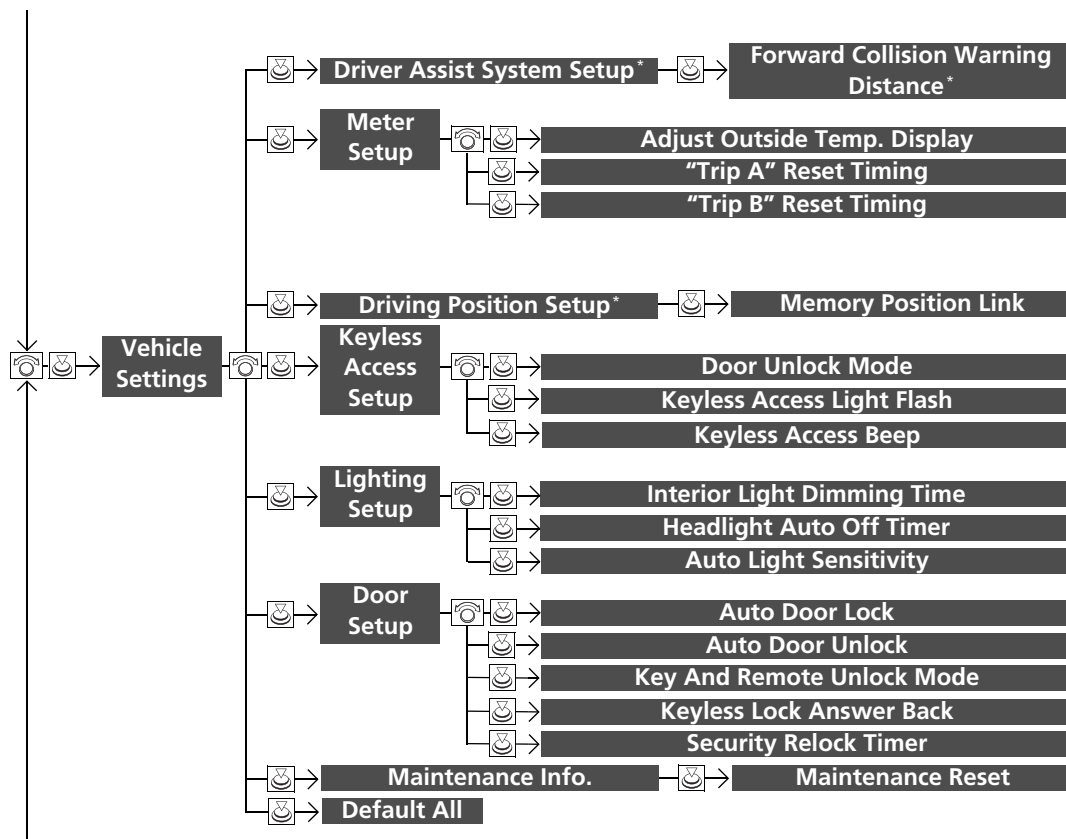 Driver Assist System Setup*
Forward Collision Warning
Distance*
Meter
Setup
Adjust Outside Temp. Display
“Trip A” Reset Timing
“Trip B” Reset Timing
Driving Position Setup*
Memory Position Link
Vehicle
Settings
Keyless
Access
Setup
Door Unlock Mode
Keyless Access Light Flash
Keyless Access Beep
Lighting
Setup
Interior Light Dimming Time
Headlight Auto Off Timer
Auto Light Sensitivity
Door
Setup
Auto Door Lock
Auto Door Unlock
Key And Remote Unlock Mode
Keyless Lock Answer Back
Security Relock Timer
Maintenance Info.
Maintenance Reset
Default All